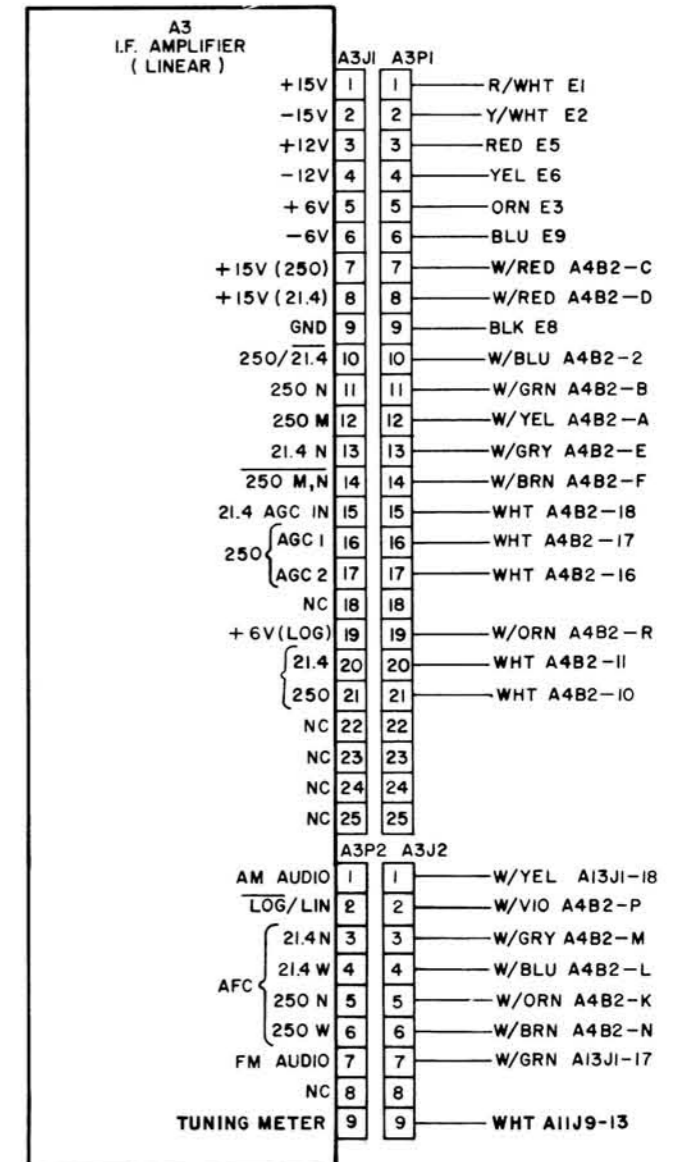 A3
I.F. AMPLIFIER
( LINEAR )
A3J1 A3P1
+15V 1 1 R/WHT E1
-15V 2 2 Y/WHT E2
+12V 3 3 RED E5
-12V 4 4 YEL E6
+6V 5 5 ORN E3
-6V 6 6 BLU E9
+15V (250) 7 7 W/RED A4B2-C
+15V (21.4) 8 8 W/RED A4B2-D
GND 9 9 BLK E8
250/21.4 10 10 W/BLU A4B2-2
250 N 11 11 W/GRN A4B2-B
250 M 12 12 W/YEL A4B2-A
21.4 N 13 13 W/GRY A4B2-E
250 M,N 14 14 W/BRN A4B2-F
21.4 AGC IN 15 15 WHT A4B2-18
250 AGC 1 16 16 WHT A4B2-17
AGC 2 17 17 WHT A4B2-16
NC 18 18
+6V(LOG) 19 19 W/ORN A4B2-R
21.4 20 20 WHT A4B2-11
250 21 21 WHT A4B2-10
NC 22 22
NC 23 23
NC 24 24
NC 25 25
A3P2 A3J2
AM AUDIO 1 1 W/YEL A13J1-18
LOG/LIN 2 2 W/VIO A4B2-P
AFC 21.4 N 3 3 W/GRY A4B2-M
21.4 W 4 4 W/BLU A4B2-L
250 N 5 5 W/ORN A4B2-K
250 W 6 6 W/BRN A4B2-N
FM AUDIO 7 7 W/GRN A13J1-17
NC 8 8
TUNING METER 9 9 WHT A11J9-13